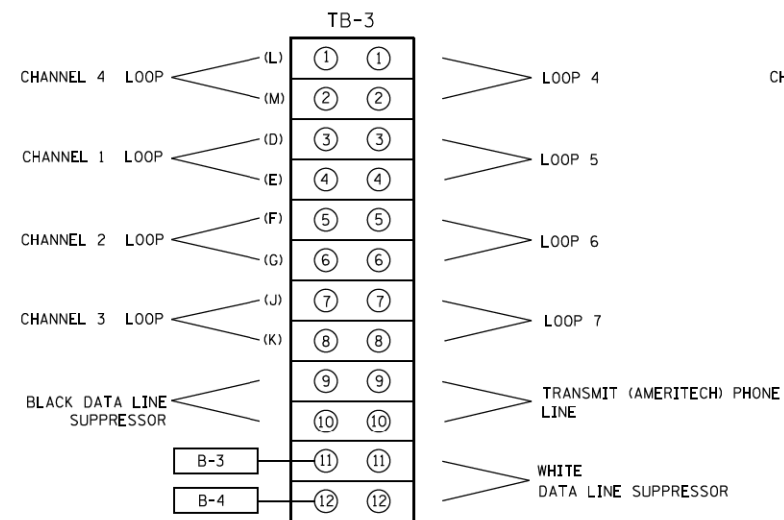 TB-3
(L) 1 1
CHANNEL 4 LOOP LOOP 4 CH
(M) 2 2
(D) 3 3
CHANNEL 1 LOOP LOOP 5
(E) 4 4
(F) 5 5
CHANNEL 2 LOOP LOOP 6
(G) 6 6
(J) 7 7
CHANNEL 3 LOOP LOOP 7
(K) 8 8
9 9
BLACK DATA LINE TRANSMIT (AMERITECH) PHONE
SUPPRESSOR LINE
10 10
B-3 11 11
WHITE
DATA LINE SUPPRESSOR
B-4 12 12